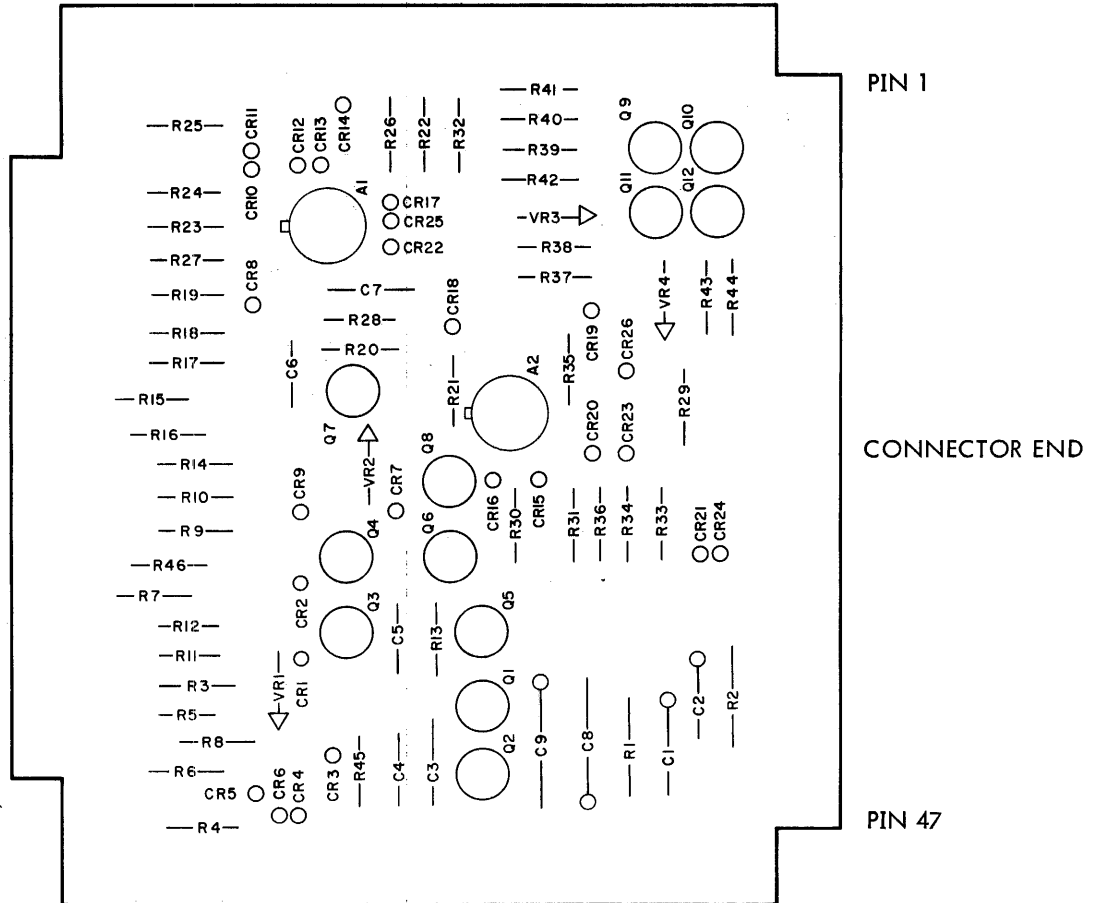 PIN 1
R41
R25
CR11
CR12
CR13
CR14
R26
R22
R32
R40
Q9
Q10
R39
R42
CR10
A1
R24
Q11
Q12
CR17
CR25
VR3
R23
CR22
R38
R27
CR8
R37
R19
C7
CR18
VR4
R43
R44
R28
R18
CR19
CR26
R20
R17
C6
R21
A2
R35
R15
R29
R16
Q7
CR20
CR23
CONNECTOR END
R14
VR2
Q8
CR9
CR7
R10
CR16
CR15
R9
Q4
Q6
R30
R31
R36
R34
R33
CR21
CR24
R46
R7
CR2
Q3
Q5
R12
C5
R13
R11
VR1
CR1
R3
Q1
C2
R2
R5
R8
Q2
C9
C8
R1
C1
R6
CR3
R45
C4
C3
CR5
CR6
CR4
R4
PIN 47